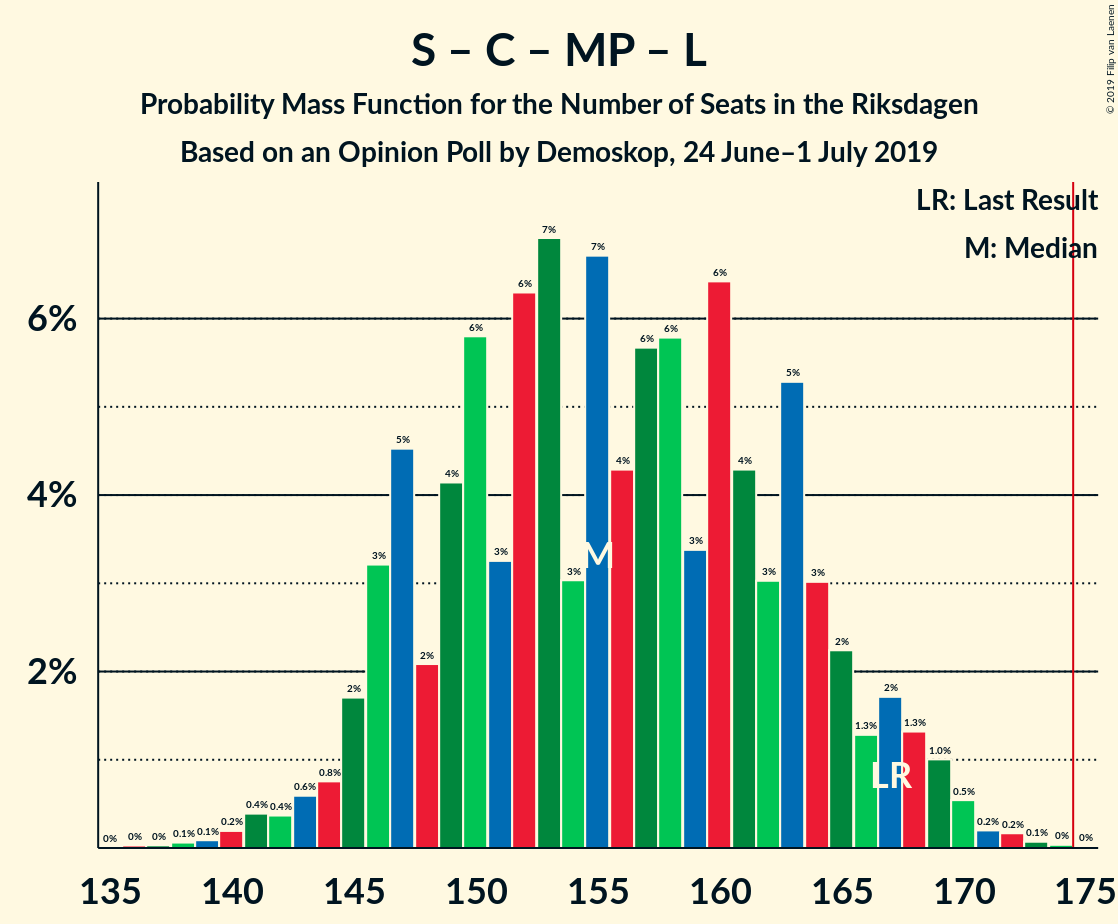 S – C – MP – L
Probability Mass Function for the Number of Seats in the Riksdagen
Based on an Opinion Poll by Demoskop, 24 June–1 July 2019
© 2019 Filip van Laenen
LR: Last Result
M: Median
6%
4%
2%
0% 0% 0% 0.1% 0.1% 0.2% 0.4% 0.4% 0.6% 0.8% 2% 3% 5% 2% 4% 6% 3% 6% 7% 3% 7% 4% 6% 6% 3% 6% 4% 3% 5% 3% 2% 1.3% 2% 1.3% 1.0% 0.5% 0.2% 0.2% 0.1% 0% 0%
M
LR
135 140 145 150 155 160 165 170 175